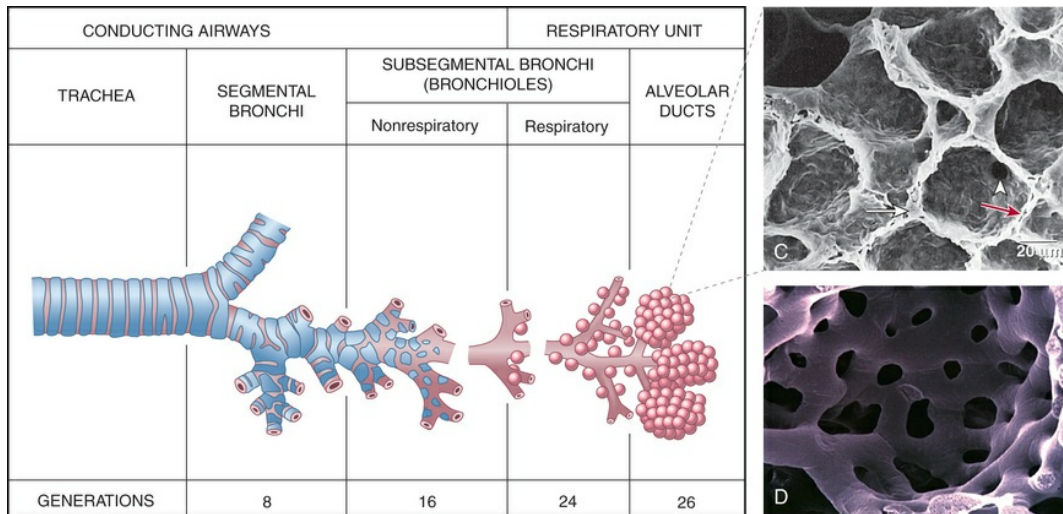 CONDUCTING AIRWAYS
RESPIRATORY UNIT
TRACHEA
SEGMENTAL
BRONCHI
SUBSEGMENTAL BRONCHI
(BRONCHIOLES)
Nonrespiratory
Respiratory
ALVEOLAR
DUCTS
GENERATIONS
8
16
24
26
C
20 µm
D